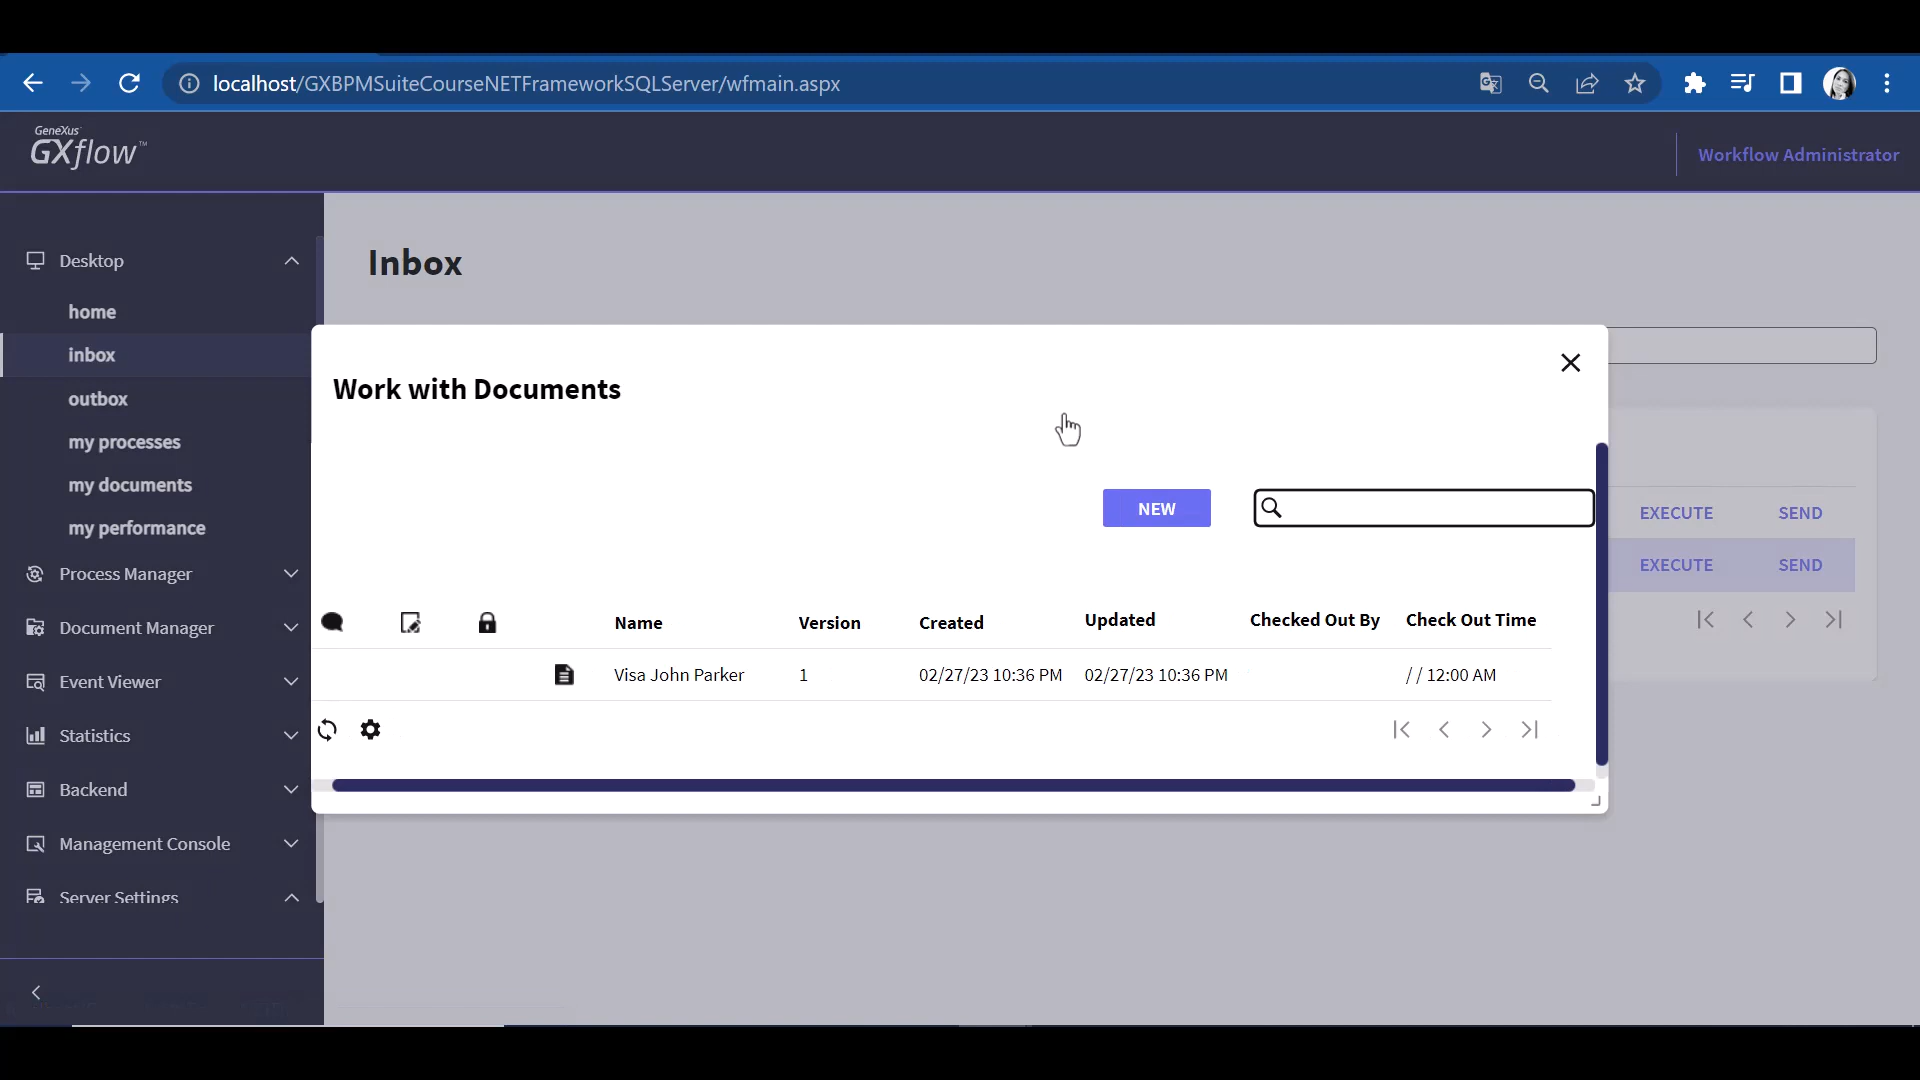 localhost/GXBPMSuiteCourseNETFrameworkSQLServer/wfmain.aspx
GeneXus
GXflow™
Workflow Administrator
Desktop
home
inbox
outbox
my processes
my documents
my performance
Process Manager
Document Manager
Event Viewer
Statistics
Backend
Management Console
Server Settings
Inbox
Work with Documents
NEW
Name Version Created Updated Checked Out By Check Out Time
Visa John Parker 1 02/27/23 10:36 PM 02/27/23 10:36 PM / / 12:00 AM
EXECUTE SEND
EXECUTE SEND